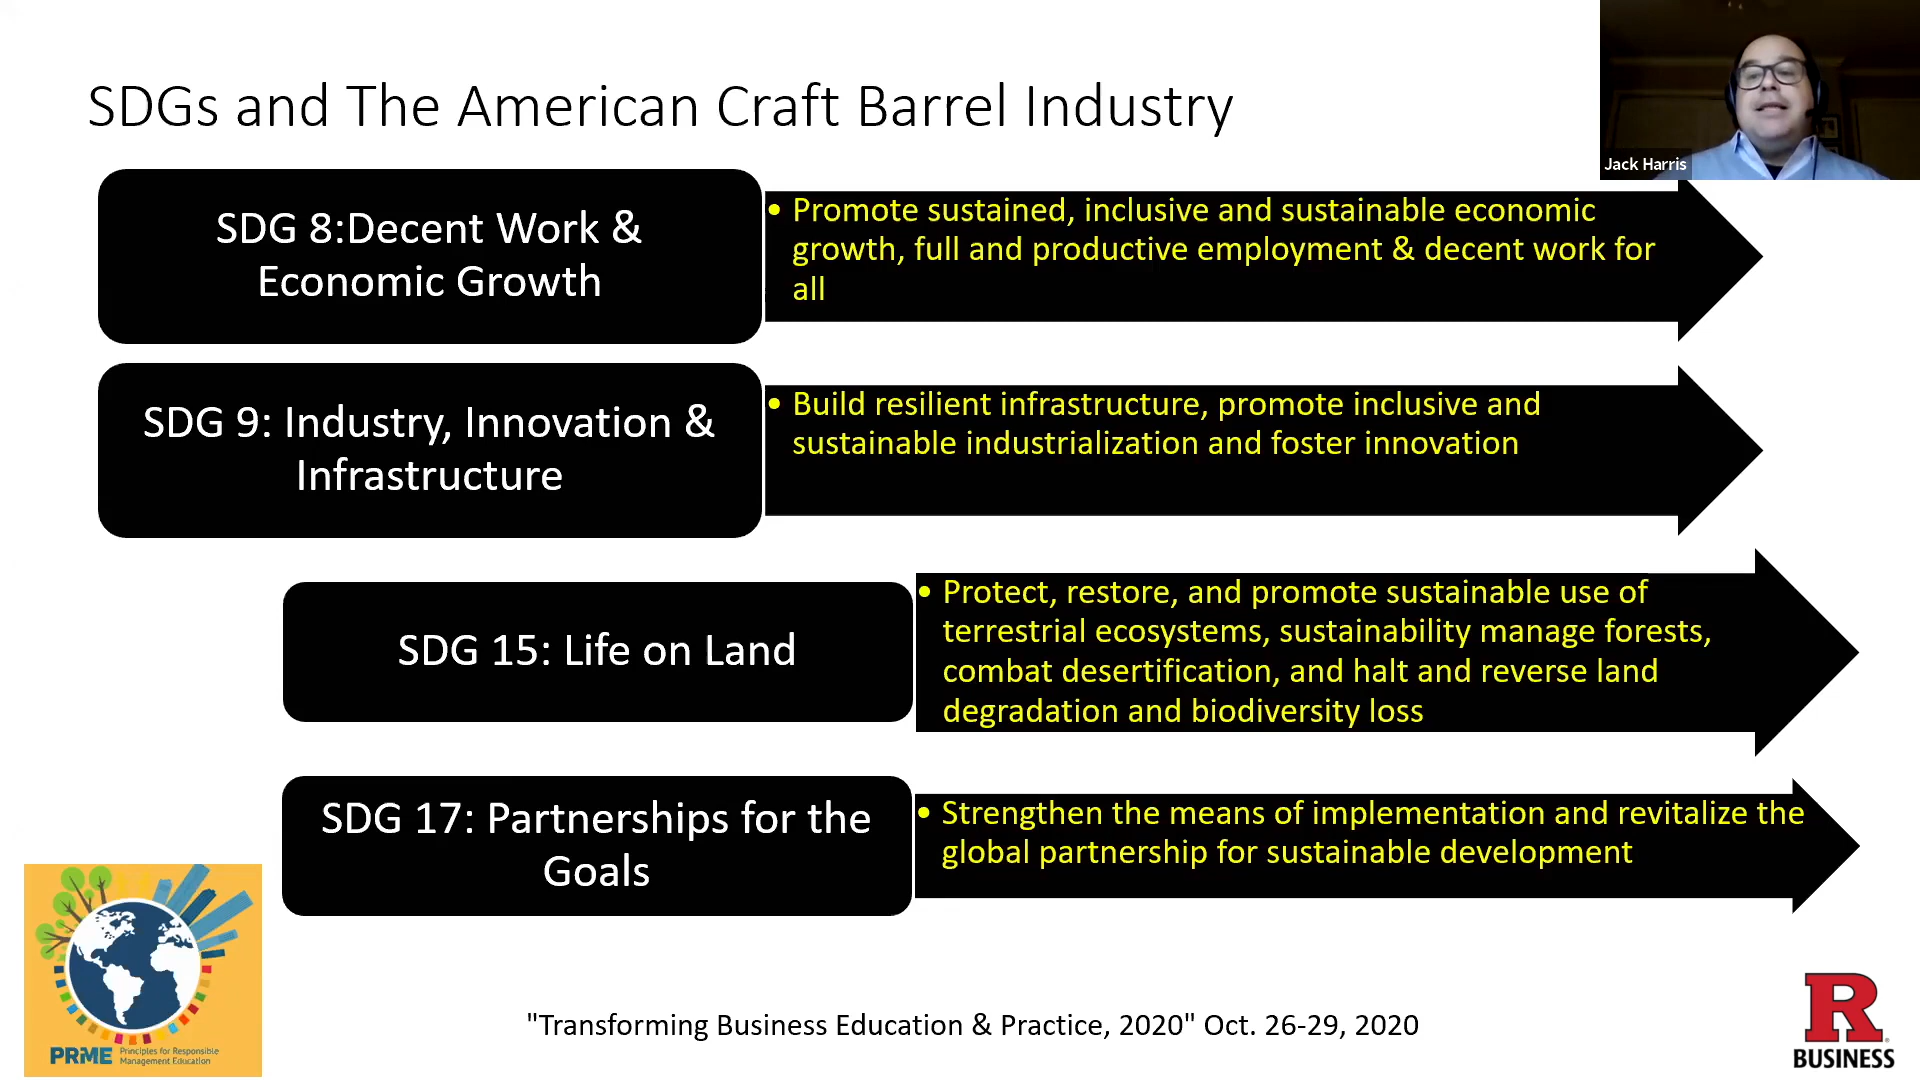 SDGs and The American Craft Barrel Industry
Jack Harris
SDG 8:Decent Work &
Economic Growth
• Promote sustained, inclusive and sustainable economic
growth, full and productive employment & decent work for
all
SDG 9: Industry, Innovation &
Infrastructure
• Build resilient infrastructure, promote inclusive and
sustainable industrialization and foster innovation
SDG 15: Life on Land
• Protect, restore, and promote sustainable use of
terrestrial ecosystems, sustainability manage forests,
combat desertification, and halt and reverse land
degradation and biodiversity loss
SDG 17: Partnerships for the
Goals
• Strengthen the means of implementation and revitalize the
global partnership for sustainable development
PRME Principles for Responsible
Management Education
"Transforming Business Education & Practice, 2020" Oct. 26-29, 2020
R
BUSINESS